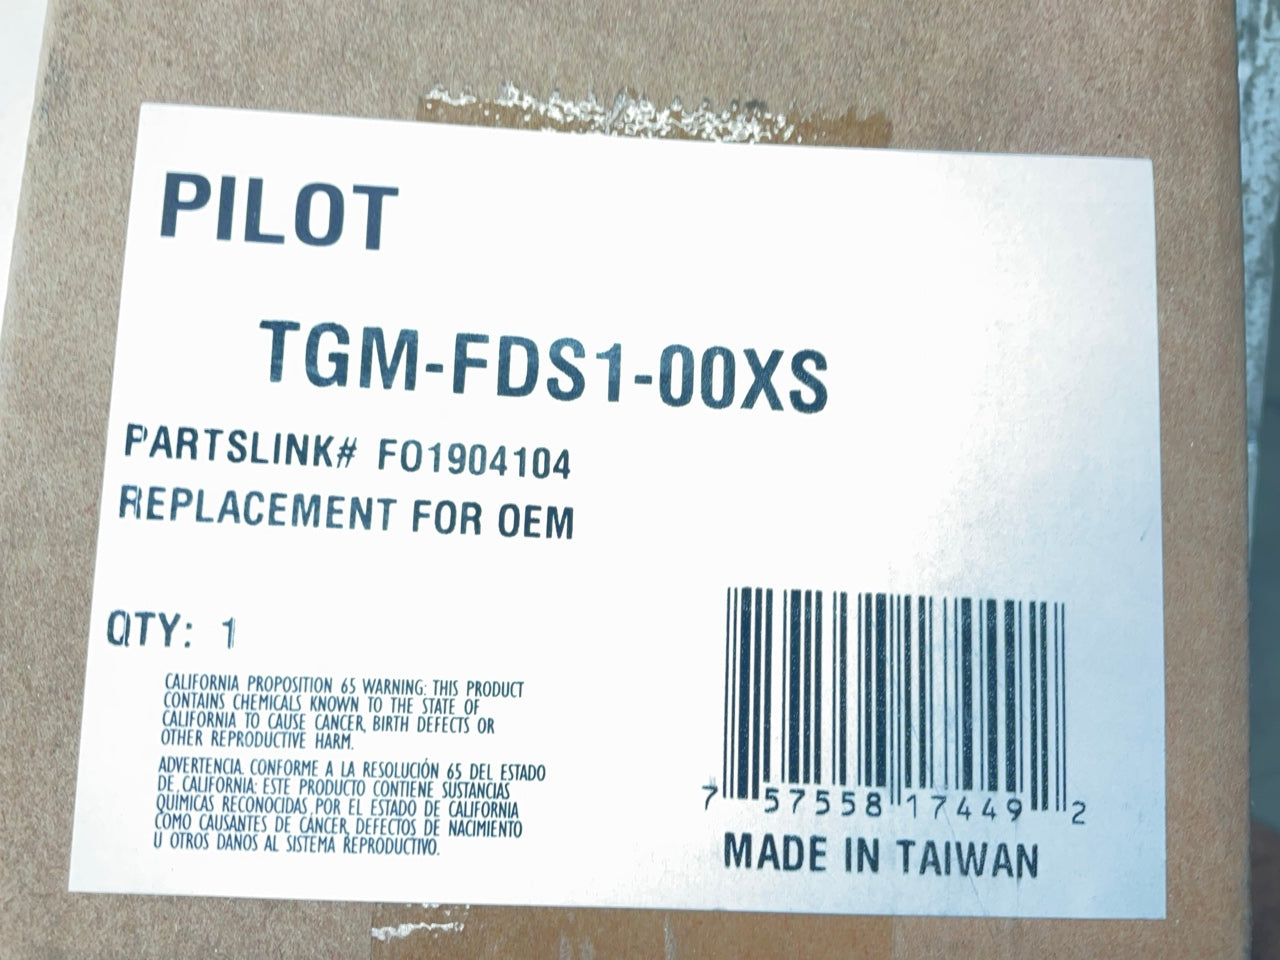 PILOT
TGM-FDS1-00XS
PARTSLINK# FO1904104
REPLACEMENT FOR OEM
QTY: 1
CALIFORNIA PROPOSITION 65 WARNING: THIS PRODUCT
CONTAINS CHEMICALS KNOWN TO THE STATE OF
CALIFORNIA TO CAUSE CANCER, BIRTH DEFECTS OR
OTHER REPRODUCTIVE HARM.
ADVERTENCIA, CONFORME A LA RESOLUCIÓN 65 DEL ESTADO
DE CALIFORNIA: ESTE PRODUCTO CONTIENE SUSTANCIAS
QUIMICAS RECONOCIDAS, POR EL ESTADO DE CALIFORNIA
COMO CAUSANTES DE CÁNCER, DEFECTOS DE NACIMIENTO
U OTROS DANOS AL SISTEMA REPRODUCTIVO.
7 57558 17449 2
MADE IN TAIWAN